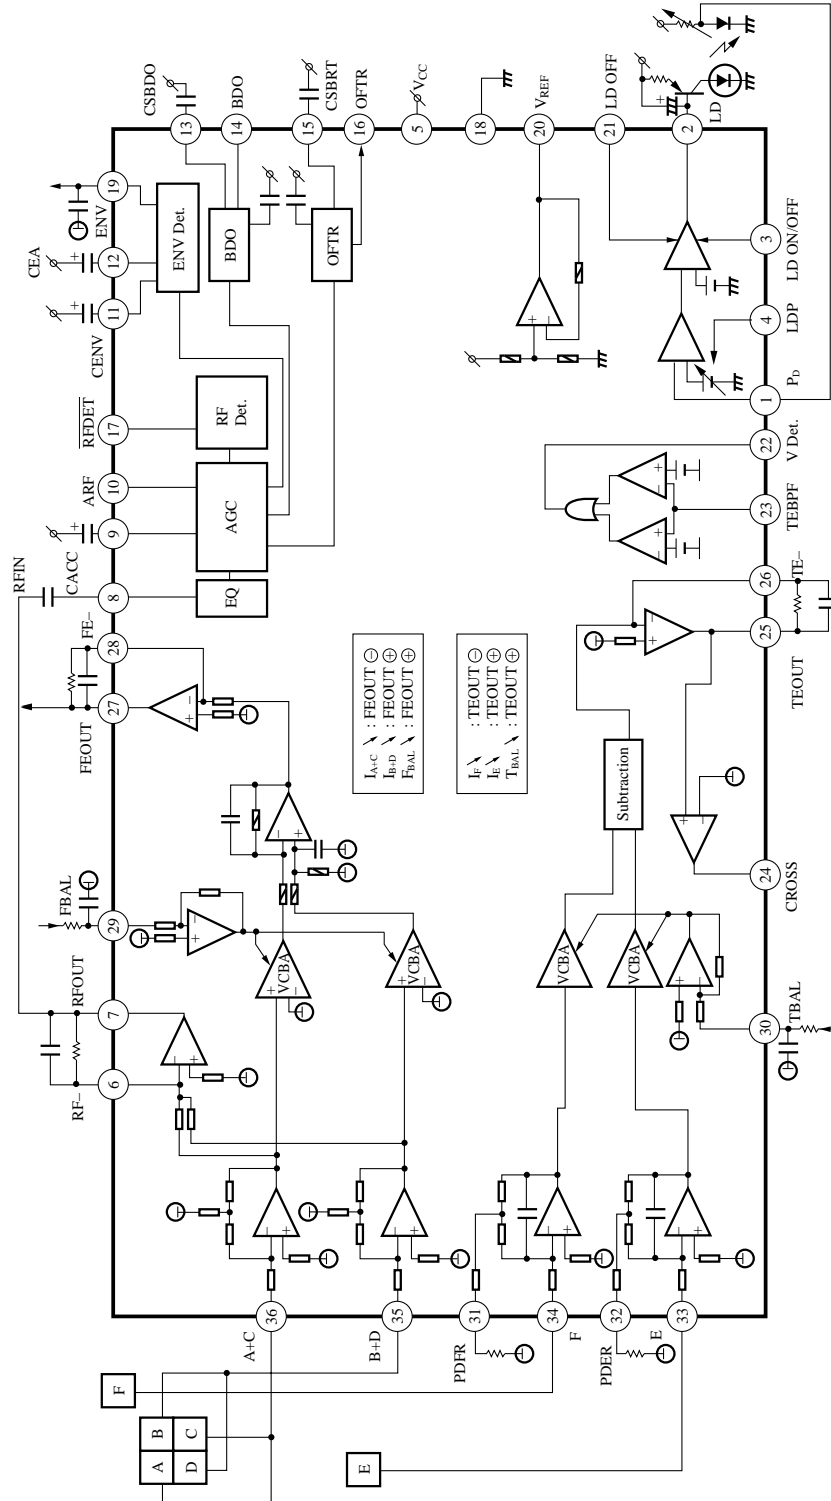 CSBDO
BDO
CSBRT
OFTR
VCC
VREF
LD OFF
LD
13
14
15
16
5
18
20
21
2
19
ENV
CEA
12
11
CENV
ENV Det.
BDO
OFTR
3
LD ON/OFF
4
LDP
1
PD
RFDET
17
RF
Det.
22
V Det.
ARF
10
AGC
23
TEBPF
9
CACC
RFIN
8
EQ
26
TE−
FE−
28
25
TEOUT
27
FEOUT
IA+C : FEOUT ⊖
IB+D : FEOUT ⊕
FBAL : FEOUT ⊕
IF : TEOUT ⊖
IE : TEOUT ⊕
TBAL : TEOUT ⊕
Subtraction
24
CROSS
FBAL
29
VCBA
VCBA
VCBA
VCBA
RFOUT
7
6
RF−
30
TBAL
36
35
31
34
32
33
A+C
B+D
PDFR
F
PDER
E
F
B
C
A
D
E